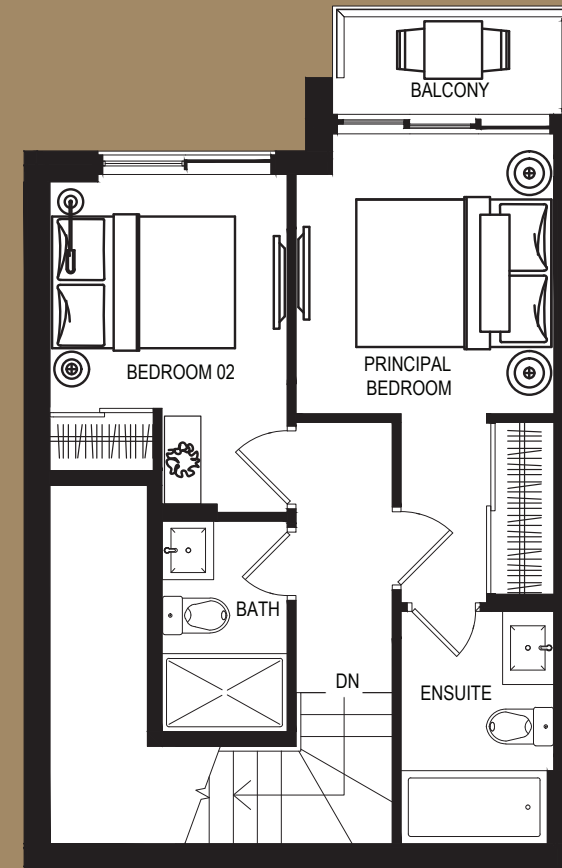 BALCONY
BEDROOM 02
PRINCIPAL
BEDROOM
BATH
DN
ENSUITE